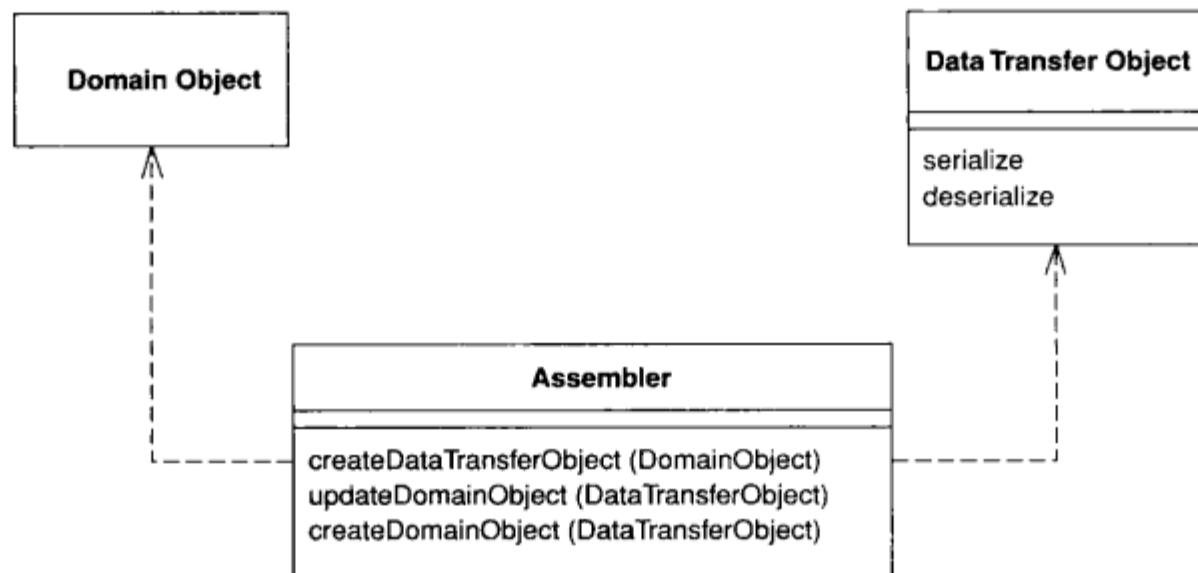 Domain Object
Data Transfer Object
serialize
deserialize
Assembler
createDataTransferObject (DomainObject)
updateDomainObject (DataTransferObject)
createDomainObject (DataTransferObject)